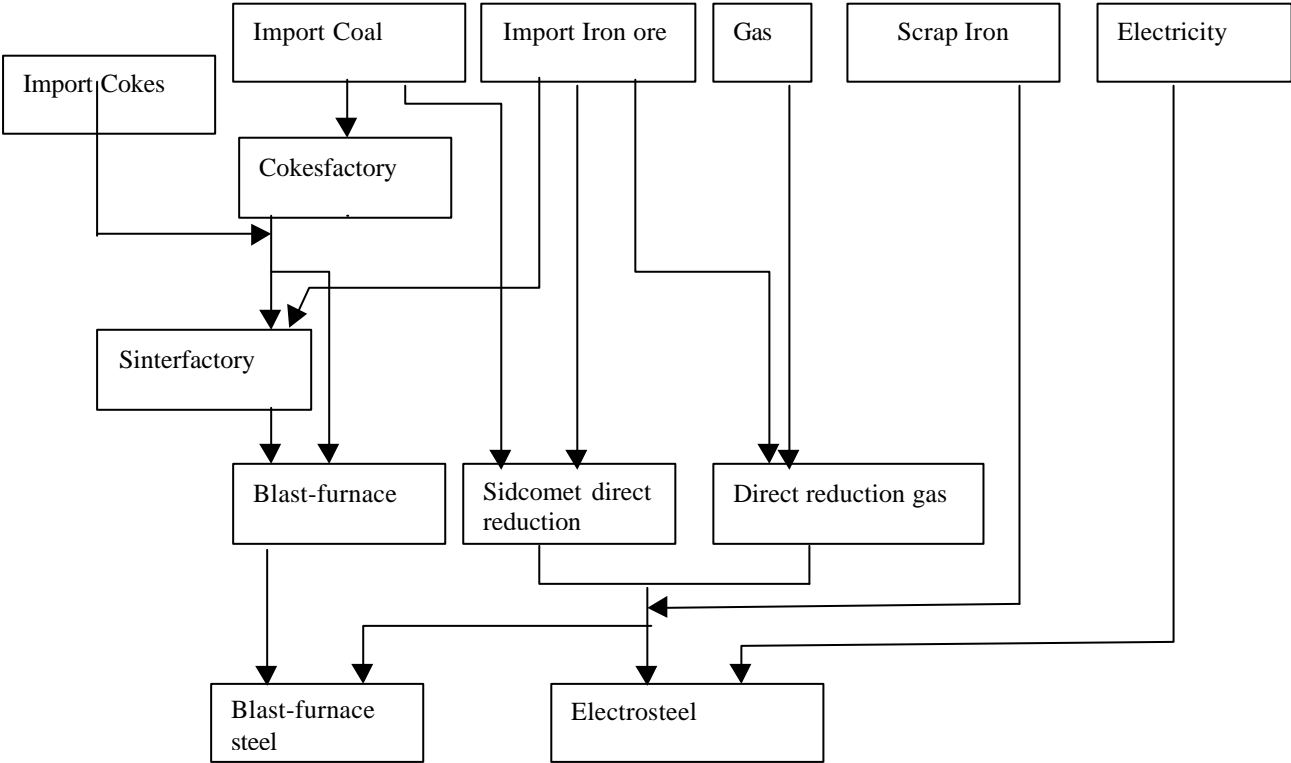 Import Coal
Import Iron ore
Gas
Scrap Iron
Electricity
Import Cokes
Cokesfactory
Sinterfactory
Blast-furnace
Sidcomet direct
reduction
Direct reduction gas
Blast-furnace
steel
Electrosteel